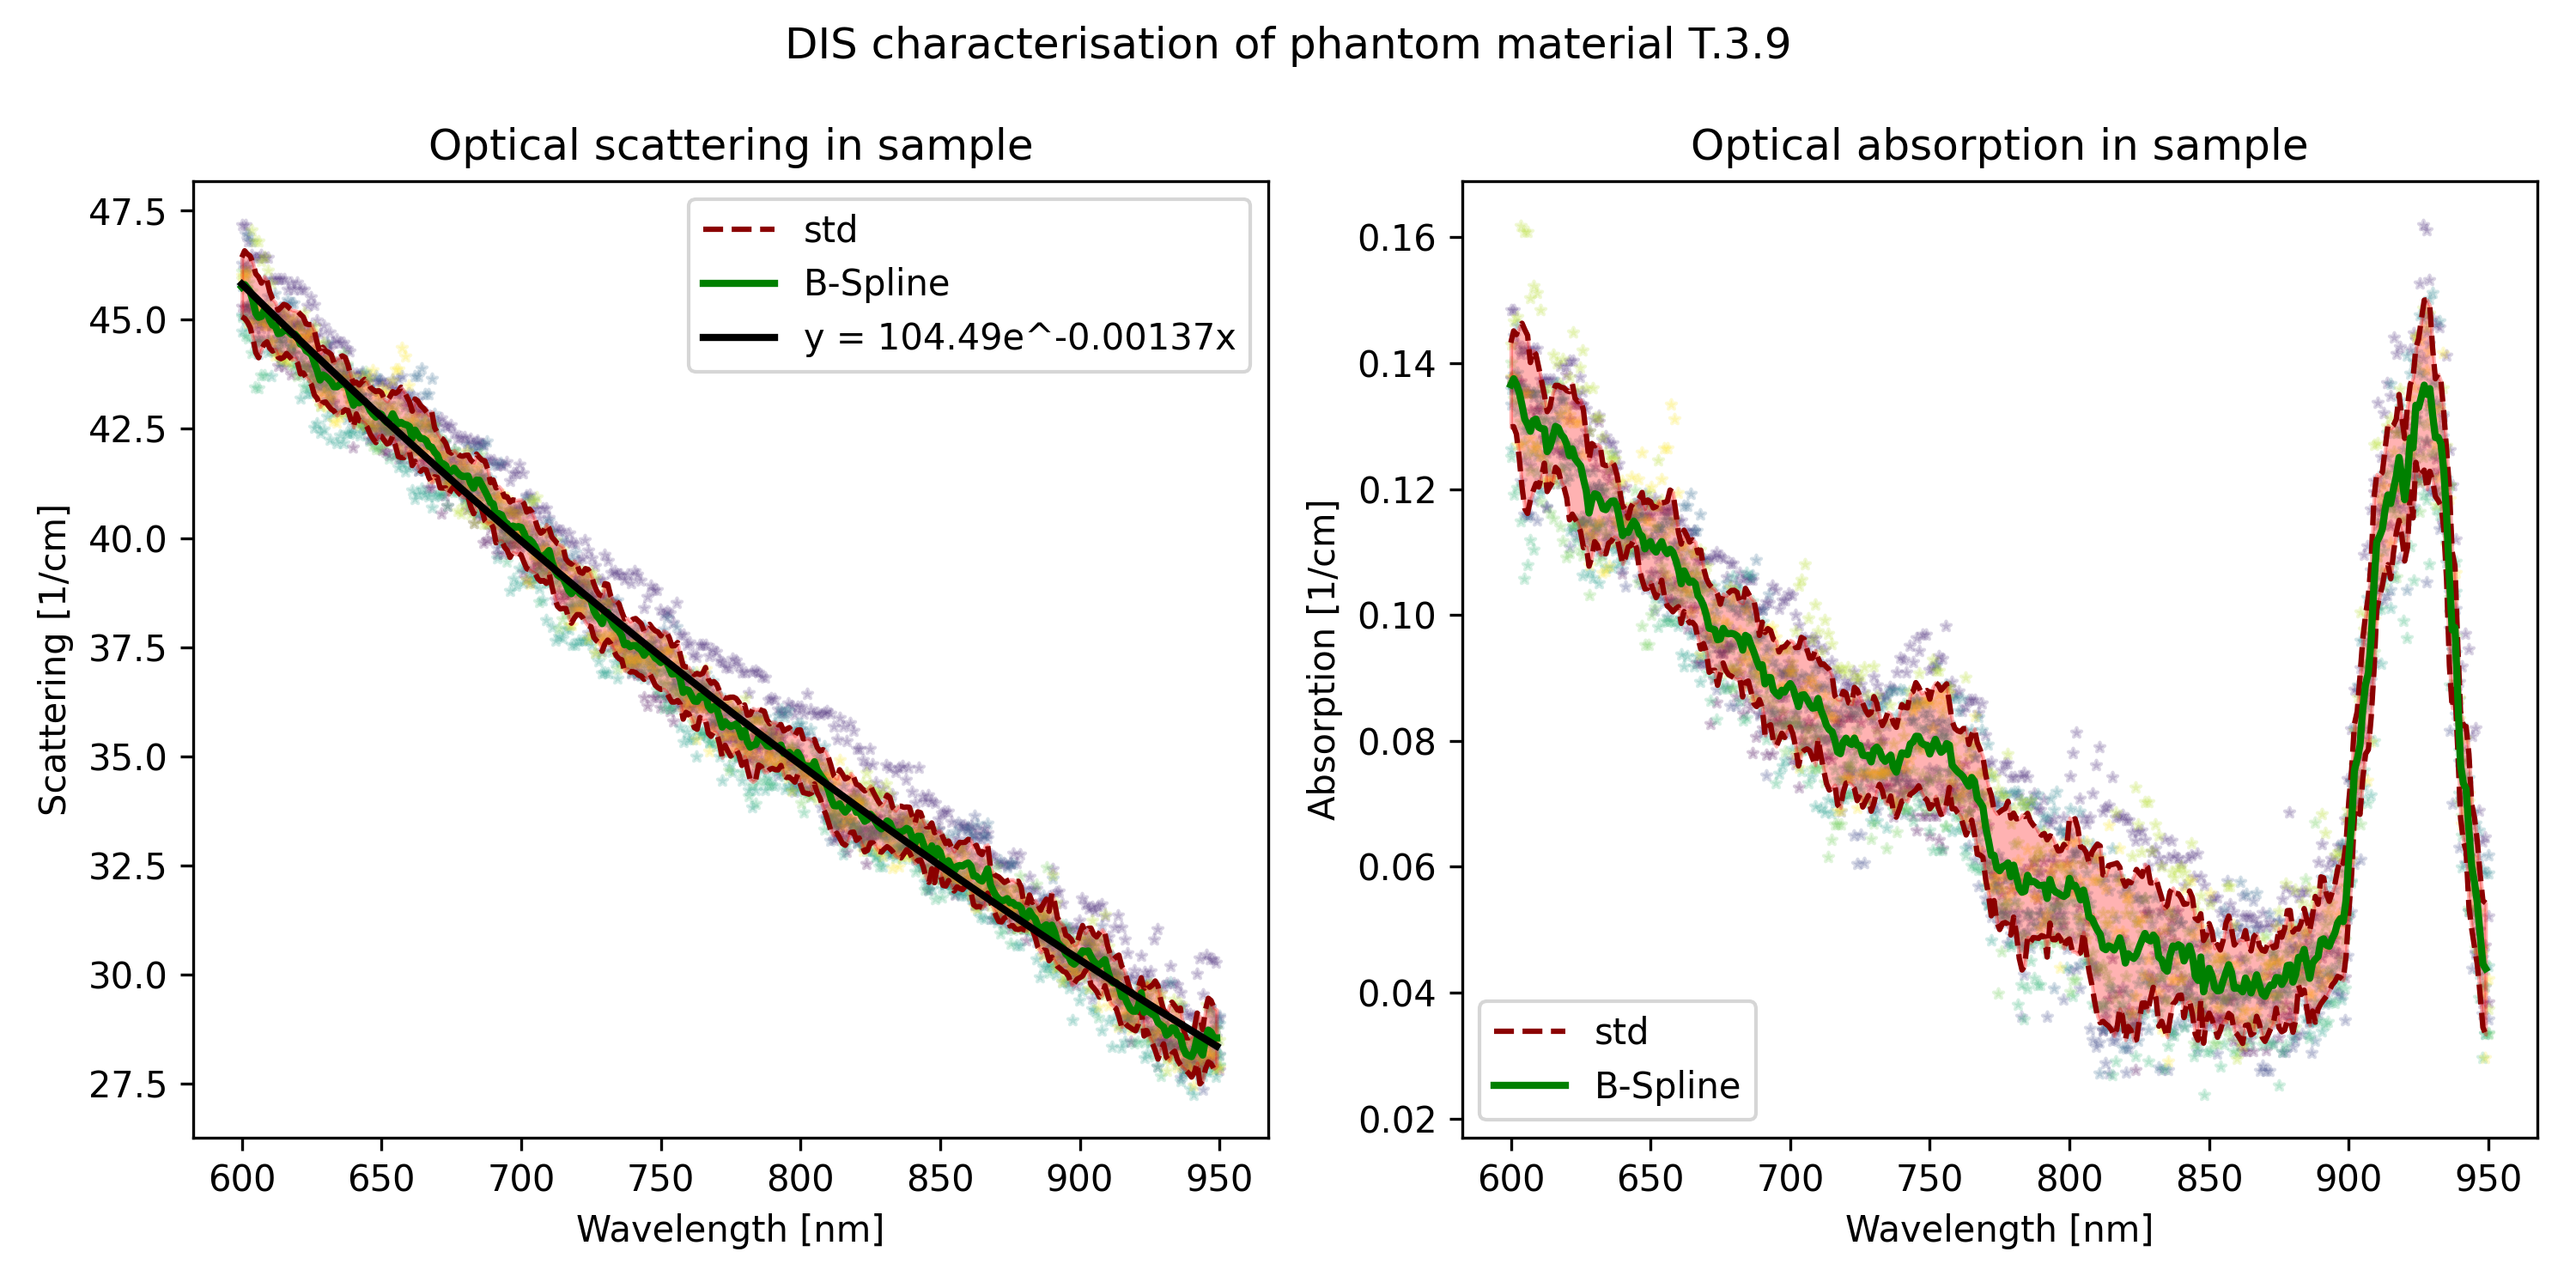 DIS characterisation of phantom material T.3.9
Optical scattering in sample
47.5
45.0
42.5
40.0
37.5
35.0
32.5
30.0
27.5
Scattering [1/cm]
std
B-Spline
y = 104.49e^-0.00137x
600 650 700 750 800 850 900 950
Wavelength [nm]
Optical absorption in sample
0.16
0.14
0.12
0.10
0.08
0.06
0.04
0.02
Absorption [1/cm]
std
B-Spline
600 650 700 750 800 850 900 950
Wavelength [nm]